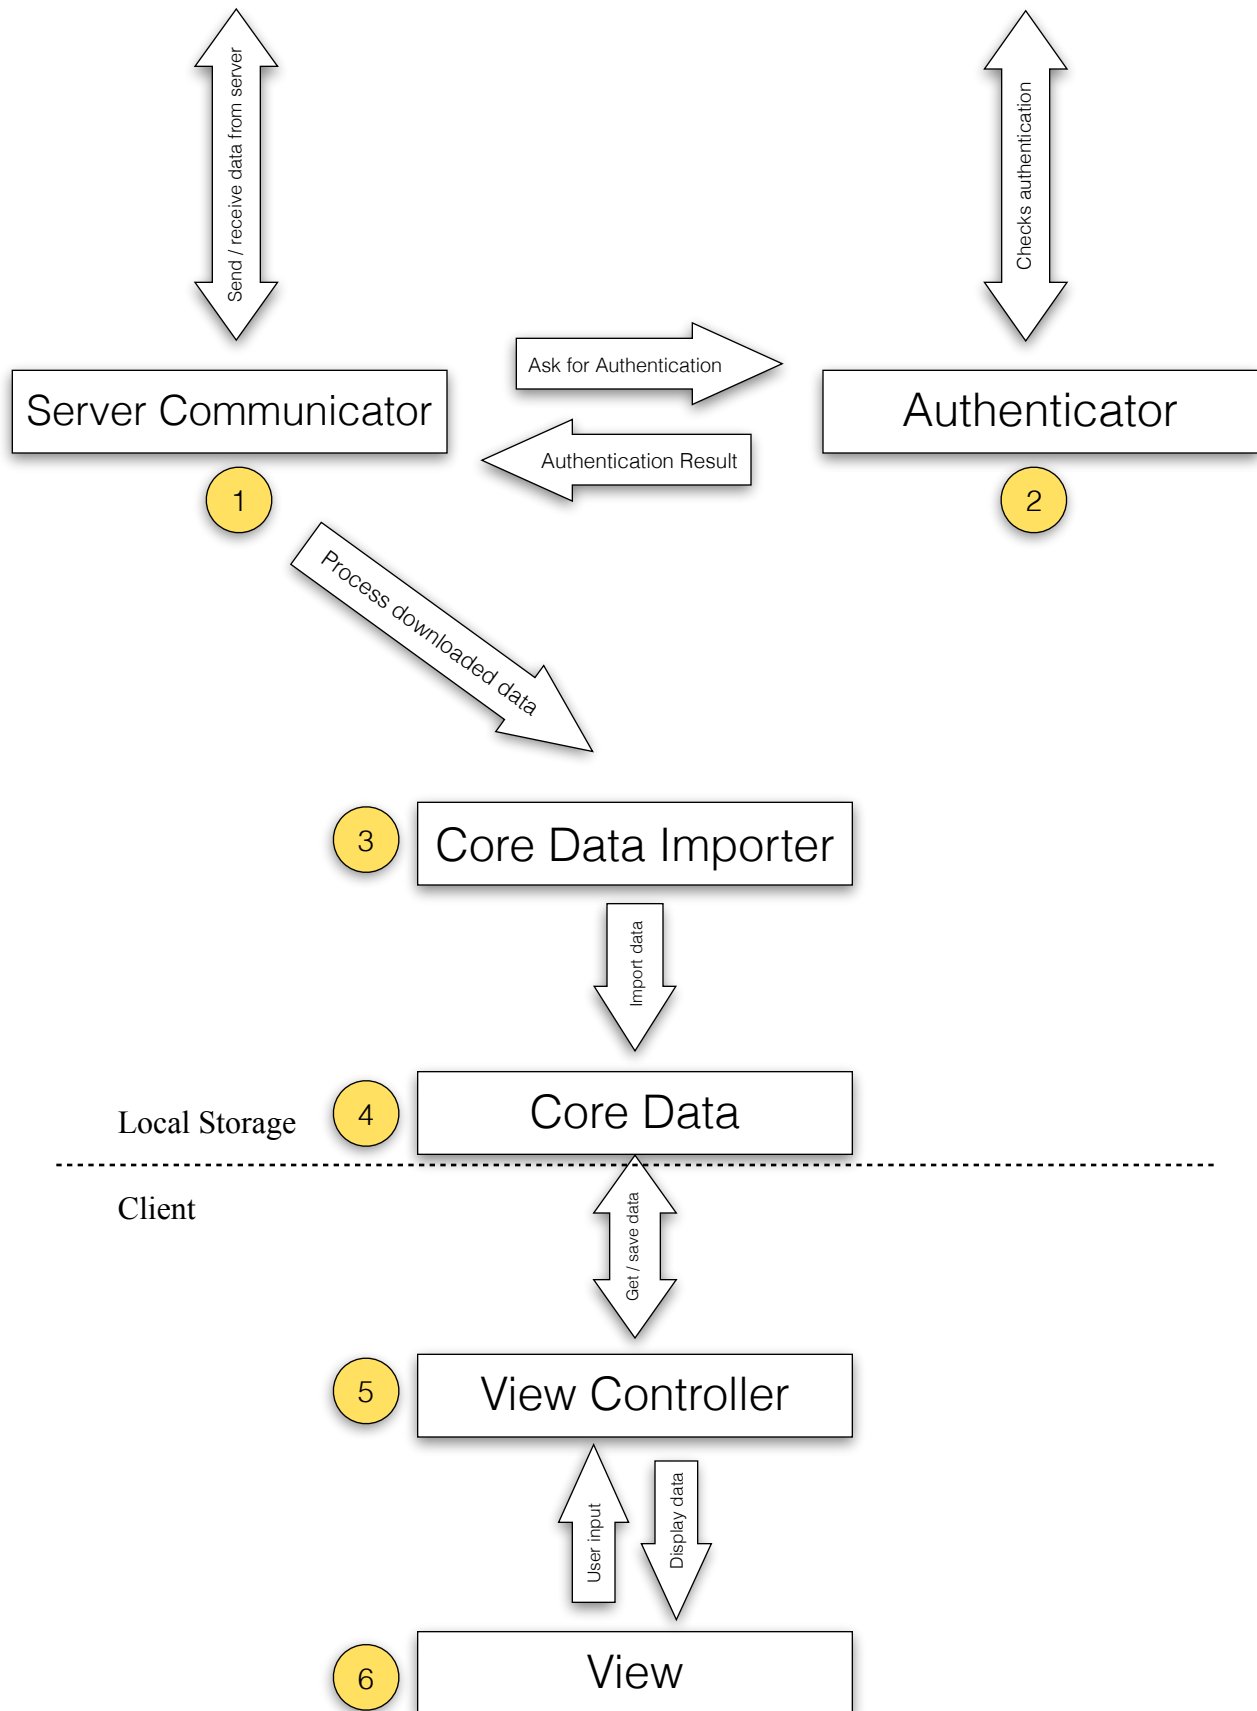 Send / receive data from server
Checks authentication
Ask for Authentication
Server Communicator
Authenticator
Authentication Result
1
2
Process downloaded data
3
Core Data Importer
Import data
Local Storage
4
Core Data
Client
Get / save data
5
View Controller
User input
Display data
6
View